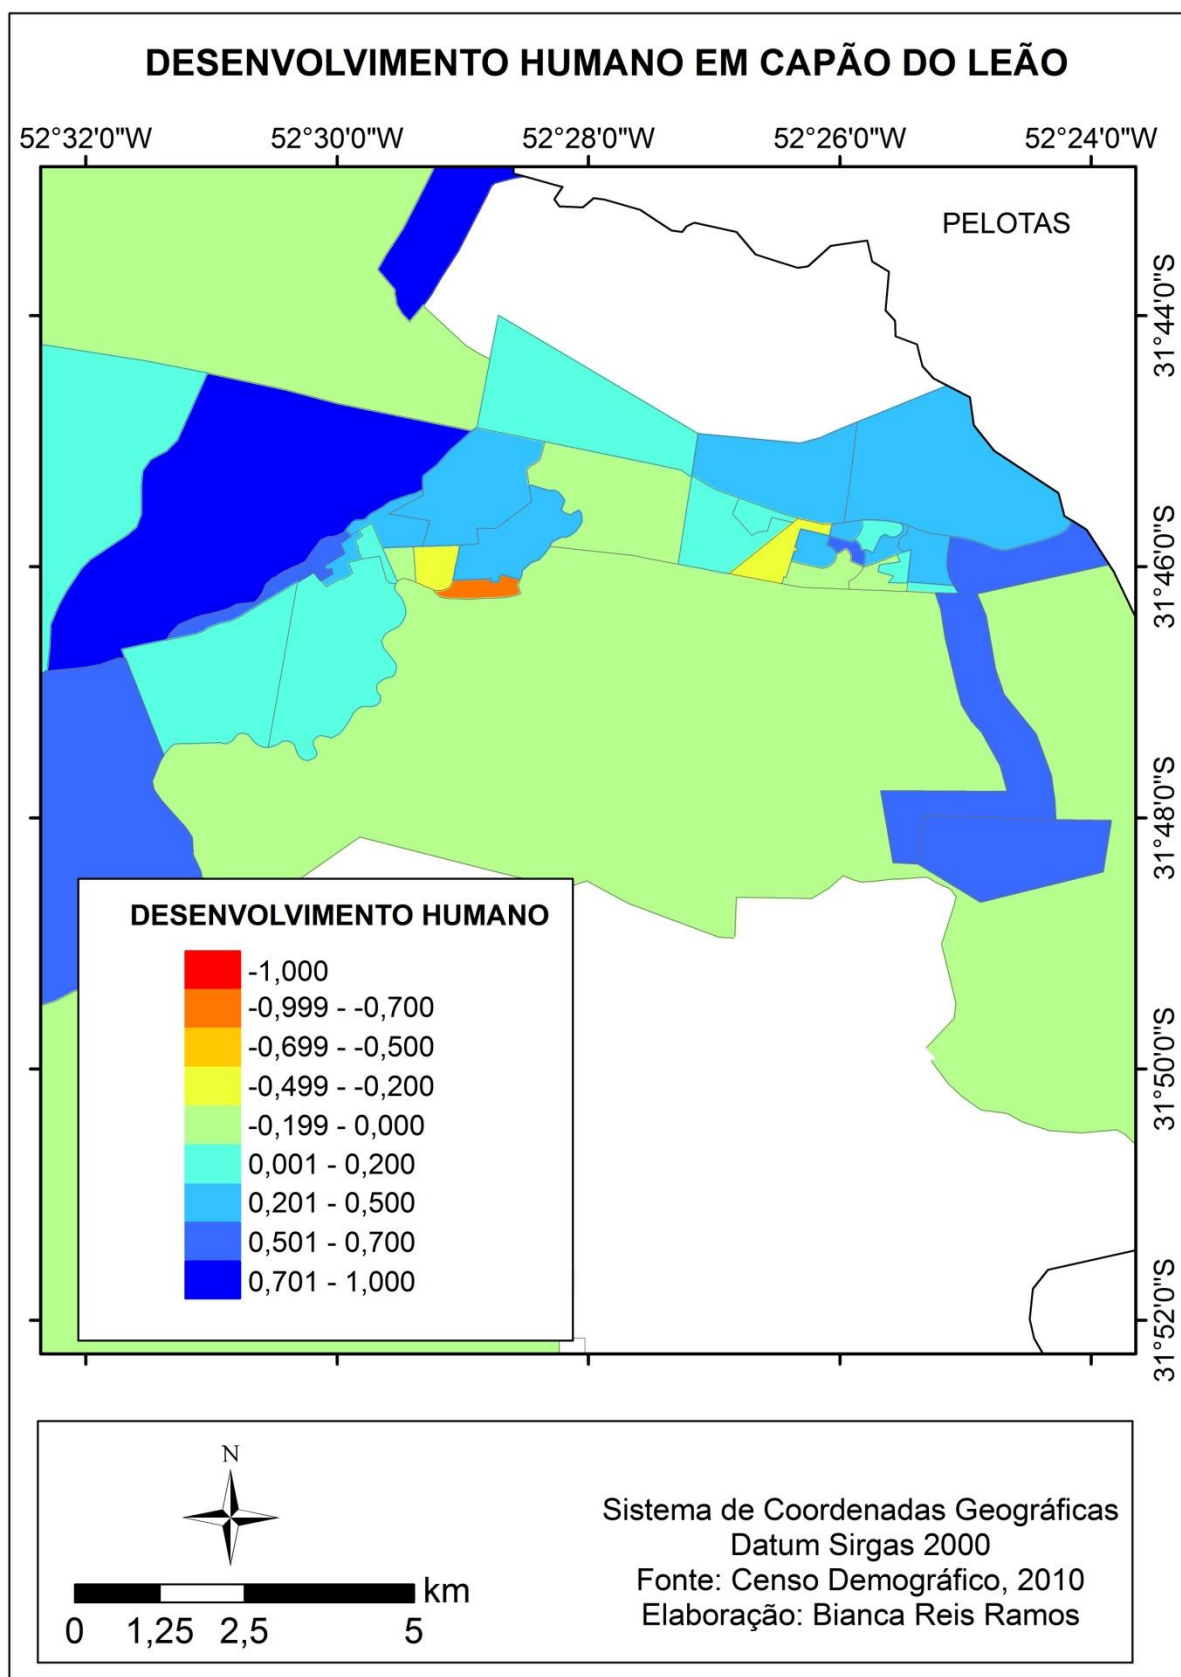 DESENVOLVIMENTO HUMANO EM CAPÃO DO LEÃO
52°32'0"W 52°30'0"W 52°28'0"W 52°26'0"W 52°24'0"W
PELOTAS
31°44'0"S
31°46'0"S
31°48'0"S
31°50'0"S
31°52'0"S
DESENVOLVIMENTO HUMANO
-1,000
-0,999 - -0,700
-0,699 - -0,500
-0,499 - -0,200
-0,199 - 0,000
0,001 - 0,200
0,201 - 0,500
0,501 - 0,700
0,701 - 1,000
N
km
0 1,25 2,5 5
Sistema de Coordenadas Geográficas
Datum Sirgas 2000
Fonte: Censo Demográfico, 2010
Elaboração: Bianca Reis Ramos